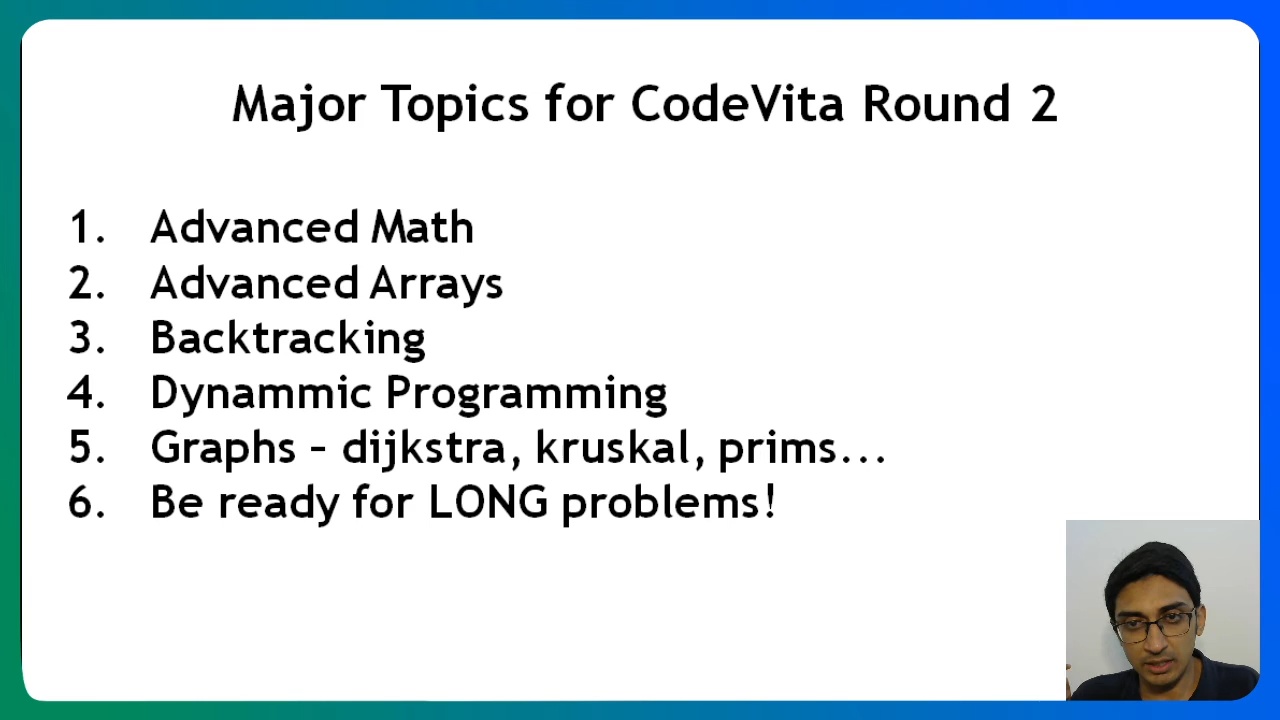 Major Topics for CodeVita Round 2
1. Advanced Math
2. Advanced Arrays
3. Backtracking
4. Dynammic Programming
5. Graphs – dijkstra, kruskal, prims...
6. Be ready for LONG problems!